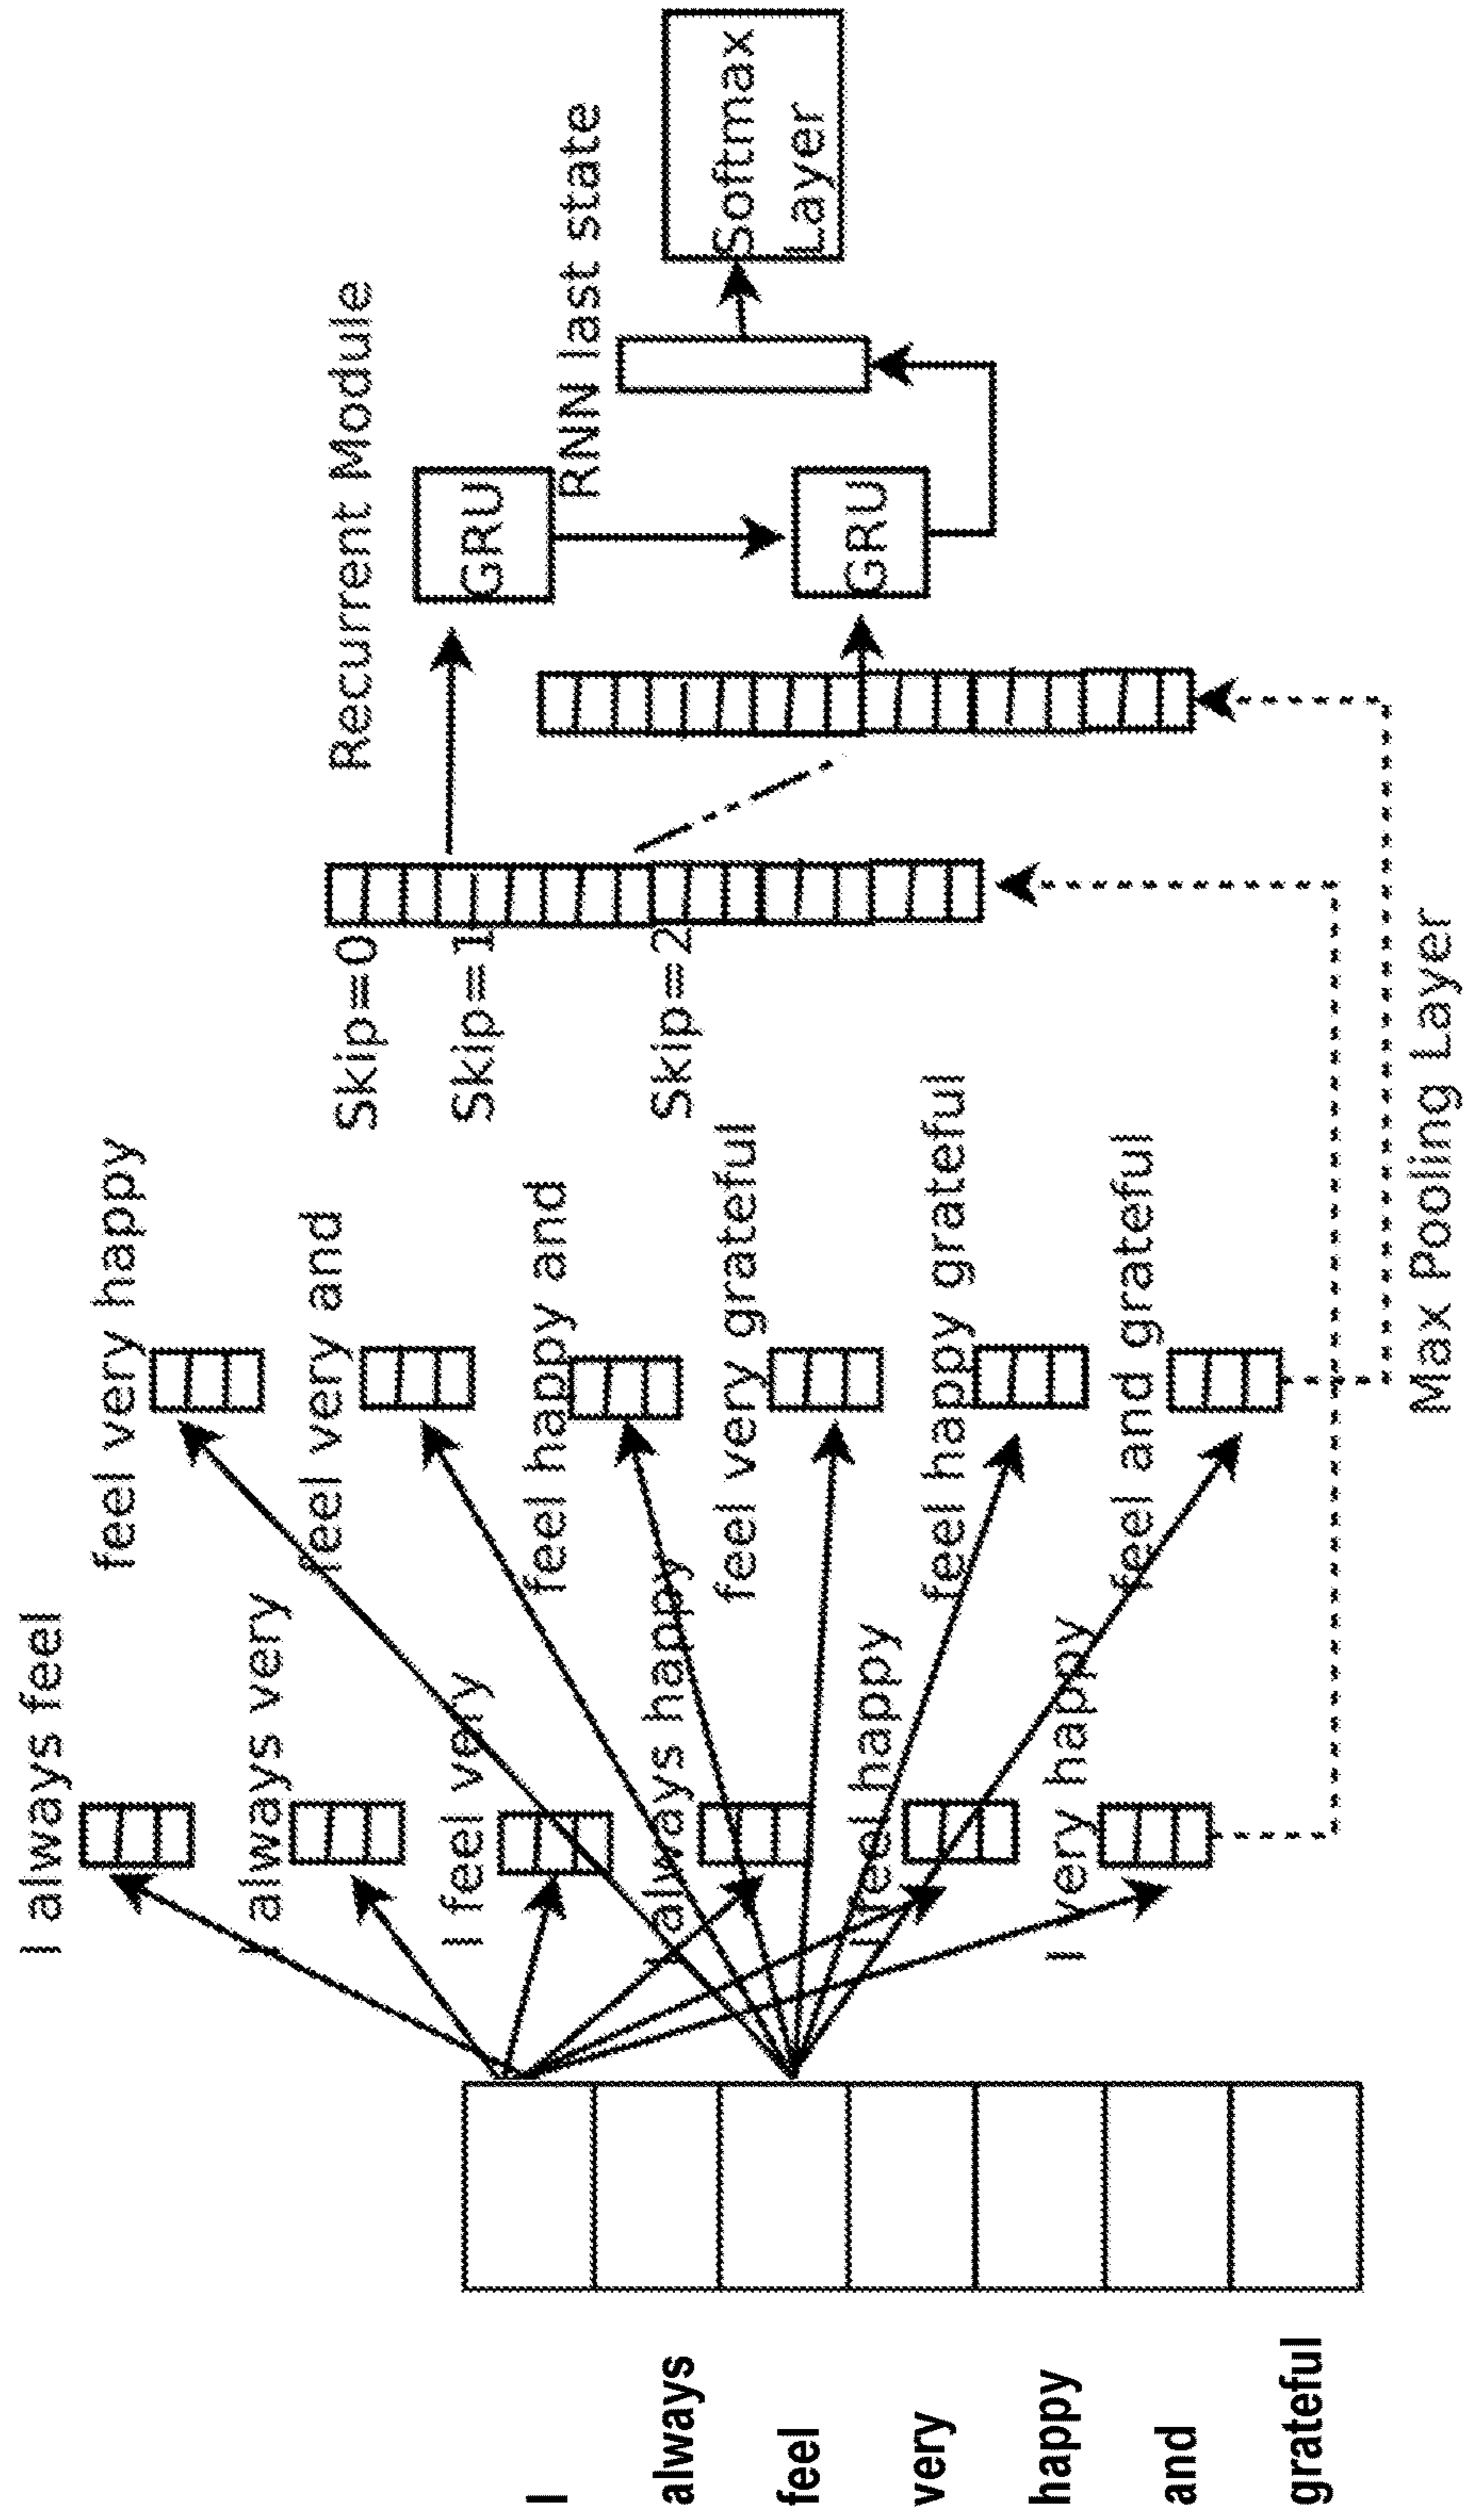 I
always
feel
very
happy
and
grateful
I always feel
I always very
I feel very
I always happy
I feel happy
I very happy
feel very happy
feel very and
feel happy and
feel very grateful
feel happy grateful
feel and grateful
Max Pooling Layer
Skip=0
Skip=1
Skip=2
Recurrent Module
GRU
GRU
RNN last state
Softmax
Layer